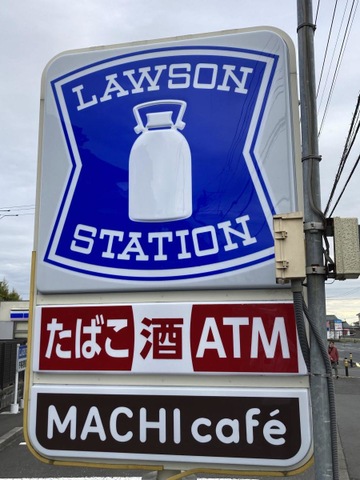 LAWSON
STATION
たばこ 酒 ATM
MACHI café